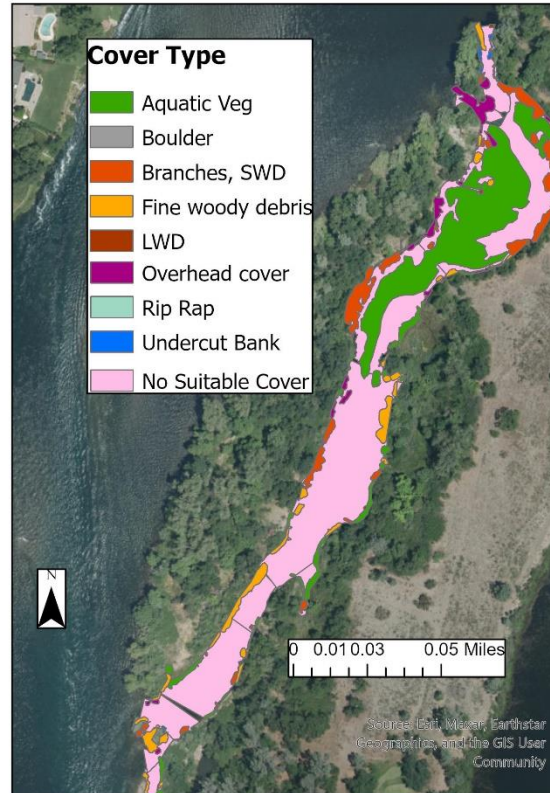 Cover Type
Aquatic Veg
Boulder
Branches, SWD
Fine woody debris
LWD
Overhead cover
Rip Rap
Undercut Bank
No Suitable Cover
N
0 0.01 0.03 0.05 Miles
Source: Esri, Maxar, Earthstar
Geographics, and the GIS User
Community